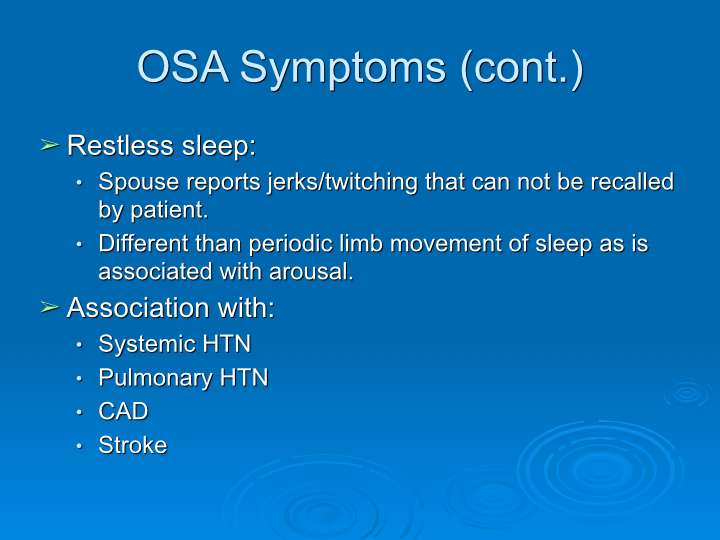 OSA Symptoms (cont.)
➢ Restless sleep:
• Spouse reports jerks/twitching that can not be recalled
by patient.
• Different than periodic limb movement of sleep as is
associated with arousal.
➢ Association with:
• Systemic HTN
• Pulmonary HTN
• CAD
• Stroke